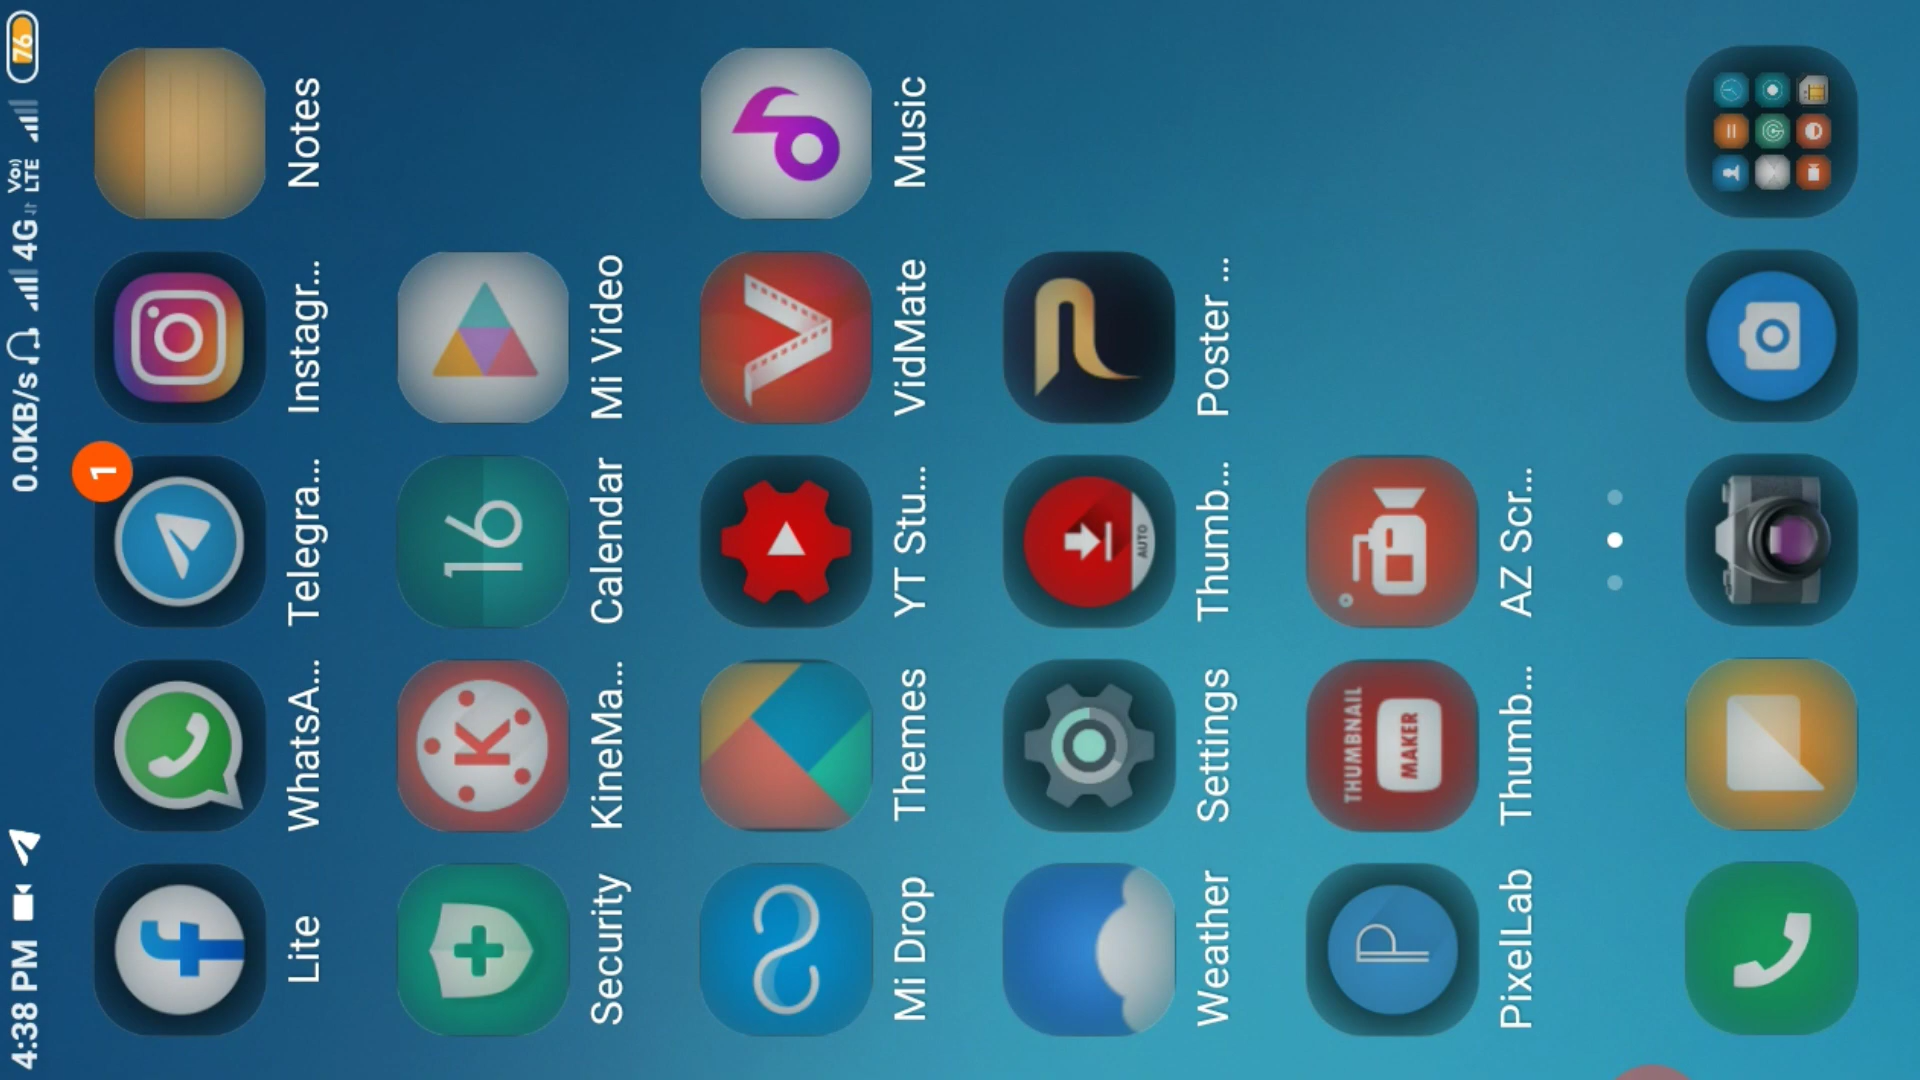 4:38 PM 0.0KB/s 4G Vo)) LTE 76
1
Lite WhatsA... Telegra... Instagr... Notes
K 16
Security KineMa... Calendar Mi Video
Mi Drop Themes YT Stu... VidMate Music
AUTO
Weather Settings Thumb... Poster ...
P THUMBNAIL MAKER
PixelLab Thumb... AZ Scr...